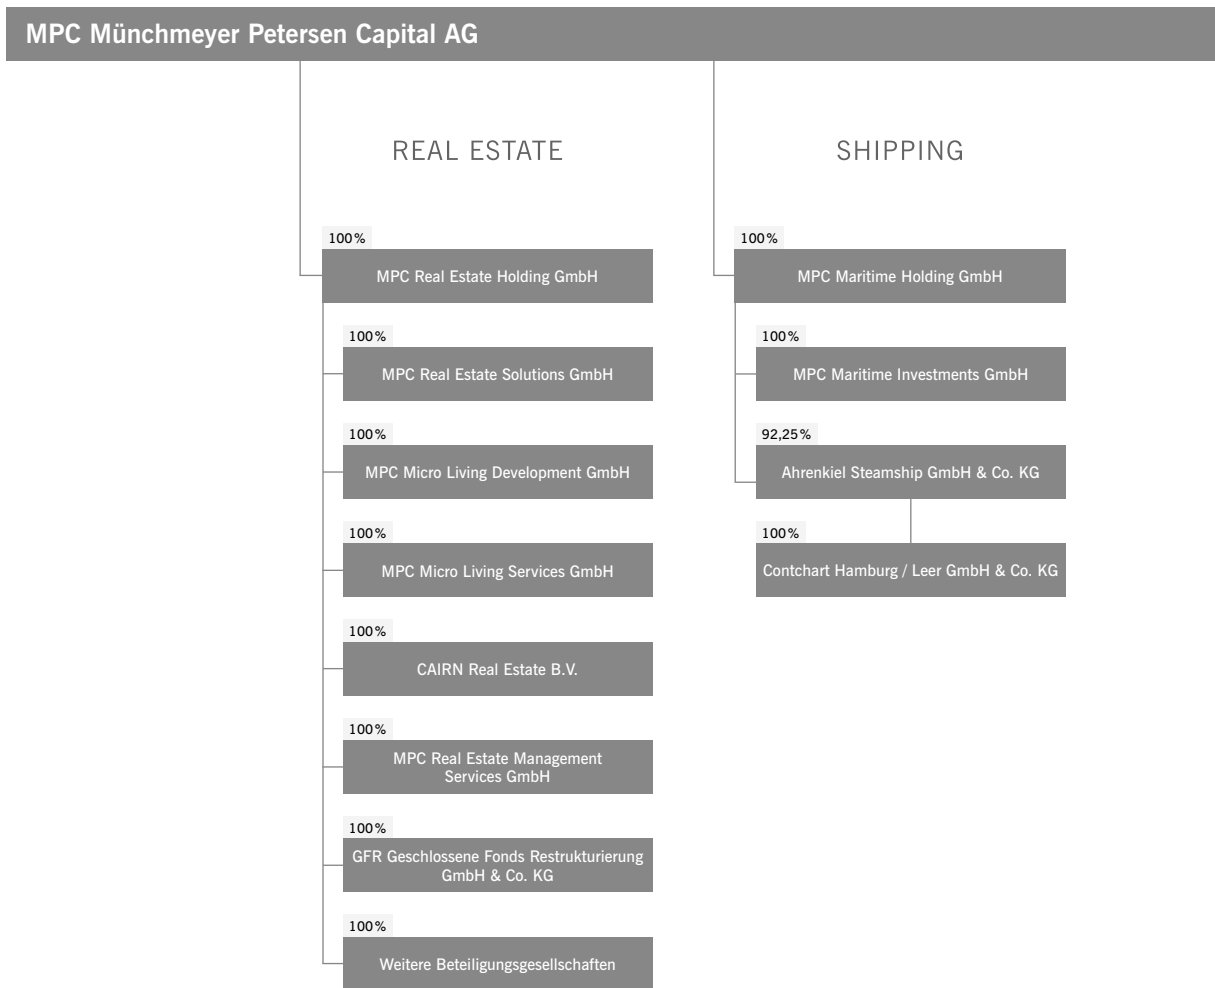 MPC Münchmeyer Petersen Capital AG
REAL ESTATE
100%
MPC Real Estate Holding GmbH
100%
MPC Real Estate Solutions GmbH
100%
MPC Micro Living Development GmbH
100%
MPC Micro Living Services GmbH
100%
CAIRN Real Estate B.V.
100%
MPC Real Estate Management
Services GmbH
100%
GFR Geschlossene Fonds Restrukturierung
GmbH & Co. KG
100%
Weitere Beteiligungsgesellschaften
SHIPPING
100%
MPC Maritime Holding GmbH
100%
MPC Maritime Investments GmbH
92,25%
Ahrenkiel Steamship GmbH & Co. KG
100%
Contchart Hamburg / Leer GmbH & Co. KG